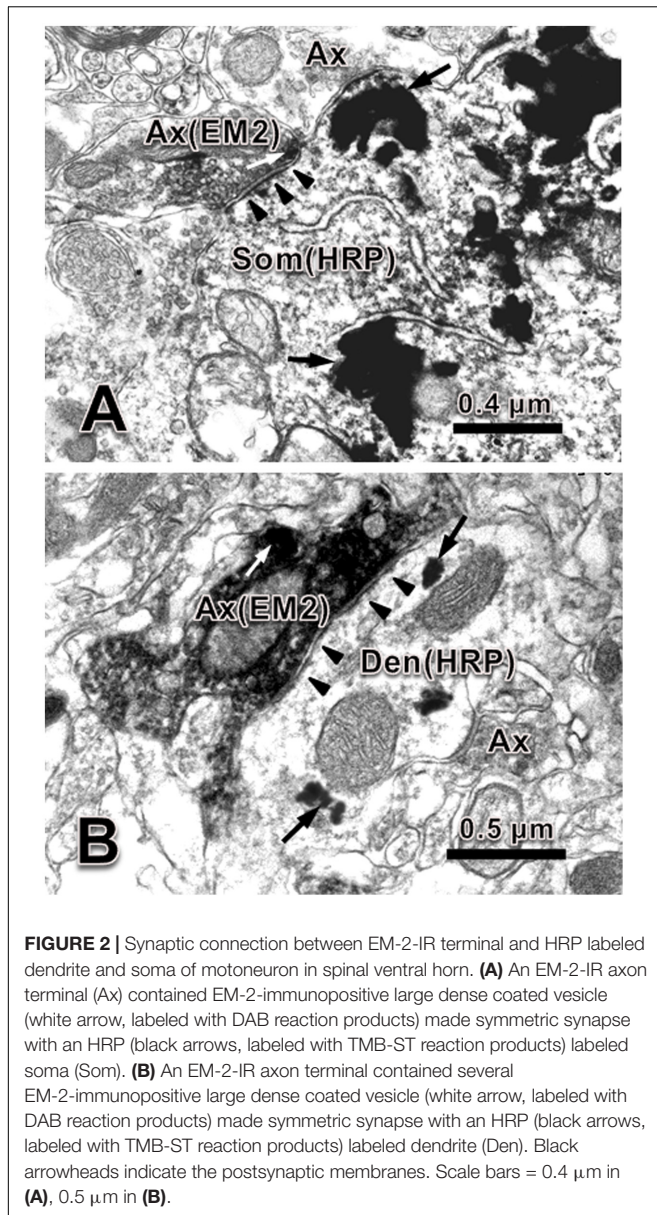 Ax
Ax(EM2)
Som(HRP)
A
0.4 µm
Ax(EM2)
Den(HRP)
Ax
B
0.5 µm
FIGURE 2 | Synaptic connection between EM-2-IR terminal and HRP labeled
dendrite and soma of motoneuron in spinal ventral horn. (A) An EM-2-IR axon
terminal (Ax) contained EM-2-immunopositive large dense coated vesicle
(white arrow, labeled with DAB reaction products) made symmetric synapse
with an HRP (black arrows, labeled with TMB-ST reaction products) labeled
soma (Som). (B) An EM-2-IR axon terminal contained several
EM-2-immunopositive large dense coated vesicle (white arrow, labeled with
DAB reaction products) made symmetric synapse with an HRP (black arrows,
labeled with TMB-ST reaction products) labeled dendrite (Den). Black
arrowheads indicate the postsynaptic membranes. Scale bars = 0.4 µm in
(A), 0.5 µm in (B).